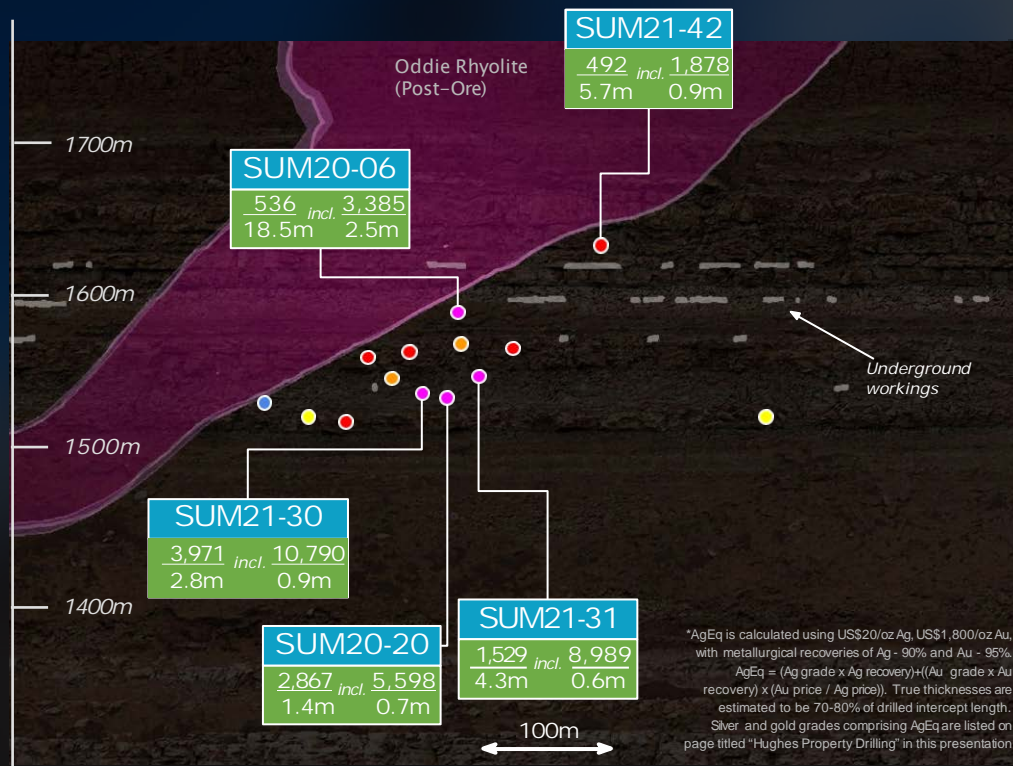 SUM21-42
492 incl. 1,878
5.7m 0.9m
Oddie Rhyolite
(Post-Ore)
1700m
SUM20-06
536 incl. 3,385
18.5m 2.5m
1600m
Underground
workings
1500m
SUM21-30
3,971 incl. 10,790
2.8m 0.9m
1400m
SUM21-31
1,529 incl. 8,989
4.3m 0.6m
SUM20-20
2,867 incl. 5,598
1.4m 0.7m
100m
*AgEq is calculated using US$20/oz Ag, US$1,800/oz Au,
with metallurgical recoveries of Ag - 90% and Au - 95%.
AgEq = (Ag grade x Ag recovery)+((Au grade x Au
recovery) x (Au price / Ag price)). True thicknesses are
estimated to be 70-80% of drilled intercept length.
Silver and gold grades comprising AgEq are listed on
page titled "Hughes Property Drilling" in this presentation